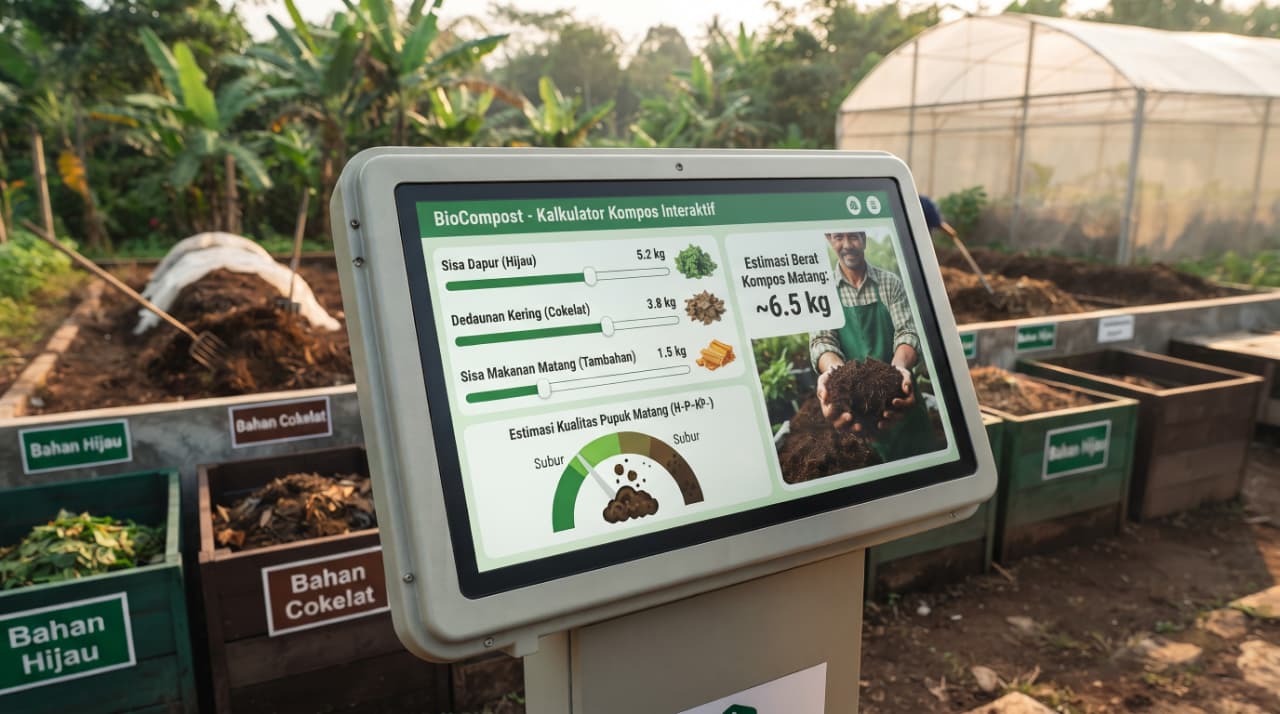 BioCompost - Kalkulator Kompos Interaktif
Sisa Dapur (Hijau)
5.2 kg
Dedaunan Kering (Cokelat)
3.8 kg
Sisa Makanan Matang (Tambahan)
1.5 kg
Estimasi Kualitas Pupuk Matang (H-P-KP-)
Subur
Subur
Estimasi Berat
Kompos Matang:
~6.5 kg
Bahan Hijau
Bahan Cokelat
Bahan
Hijau
Bahan
Cokelat
Bahan Hijau